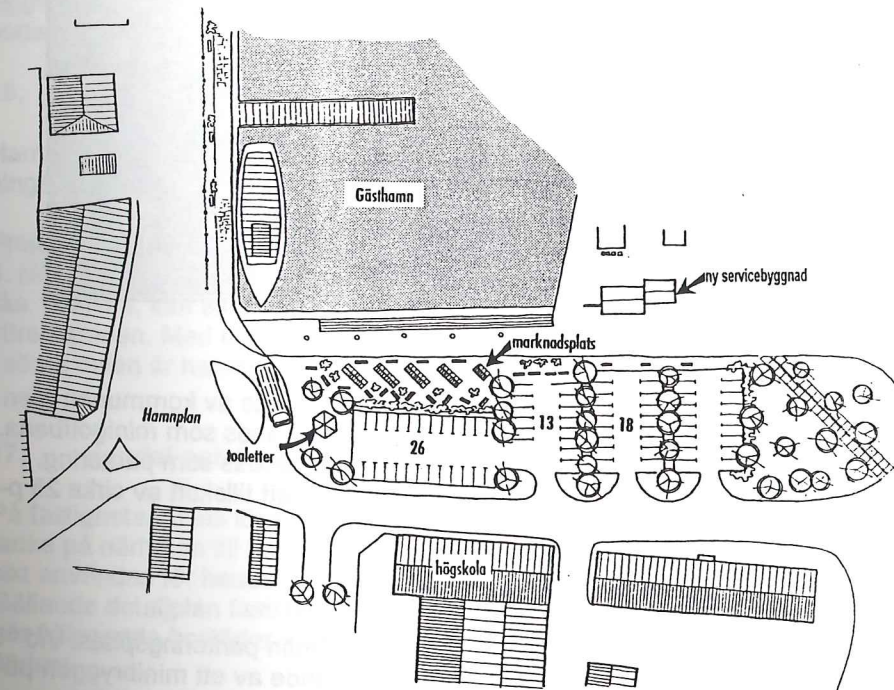 Gästhamn
ny servicebyggnad
marknadsplats
Hamnplan
toaletter
26
13
18
högskola